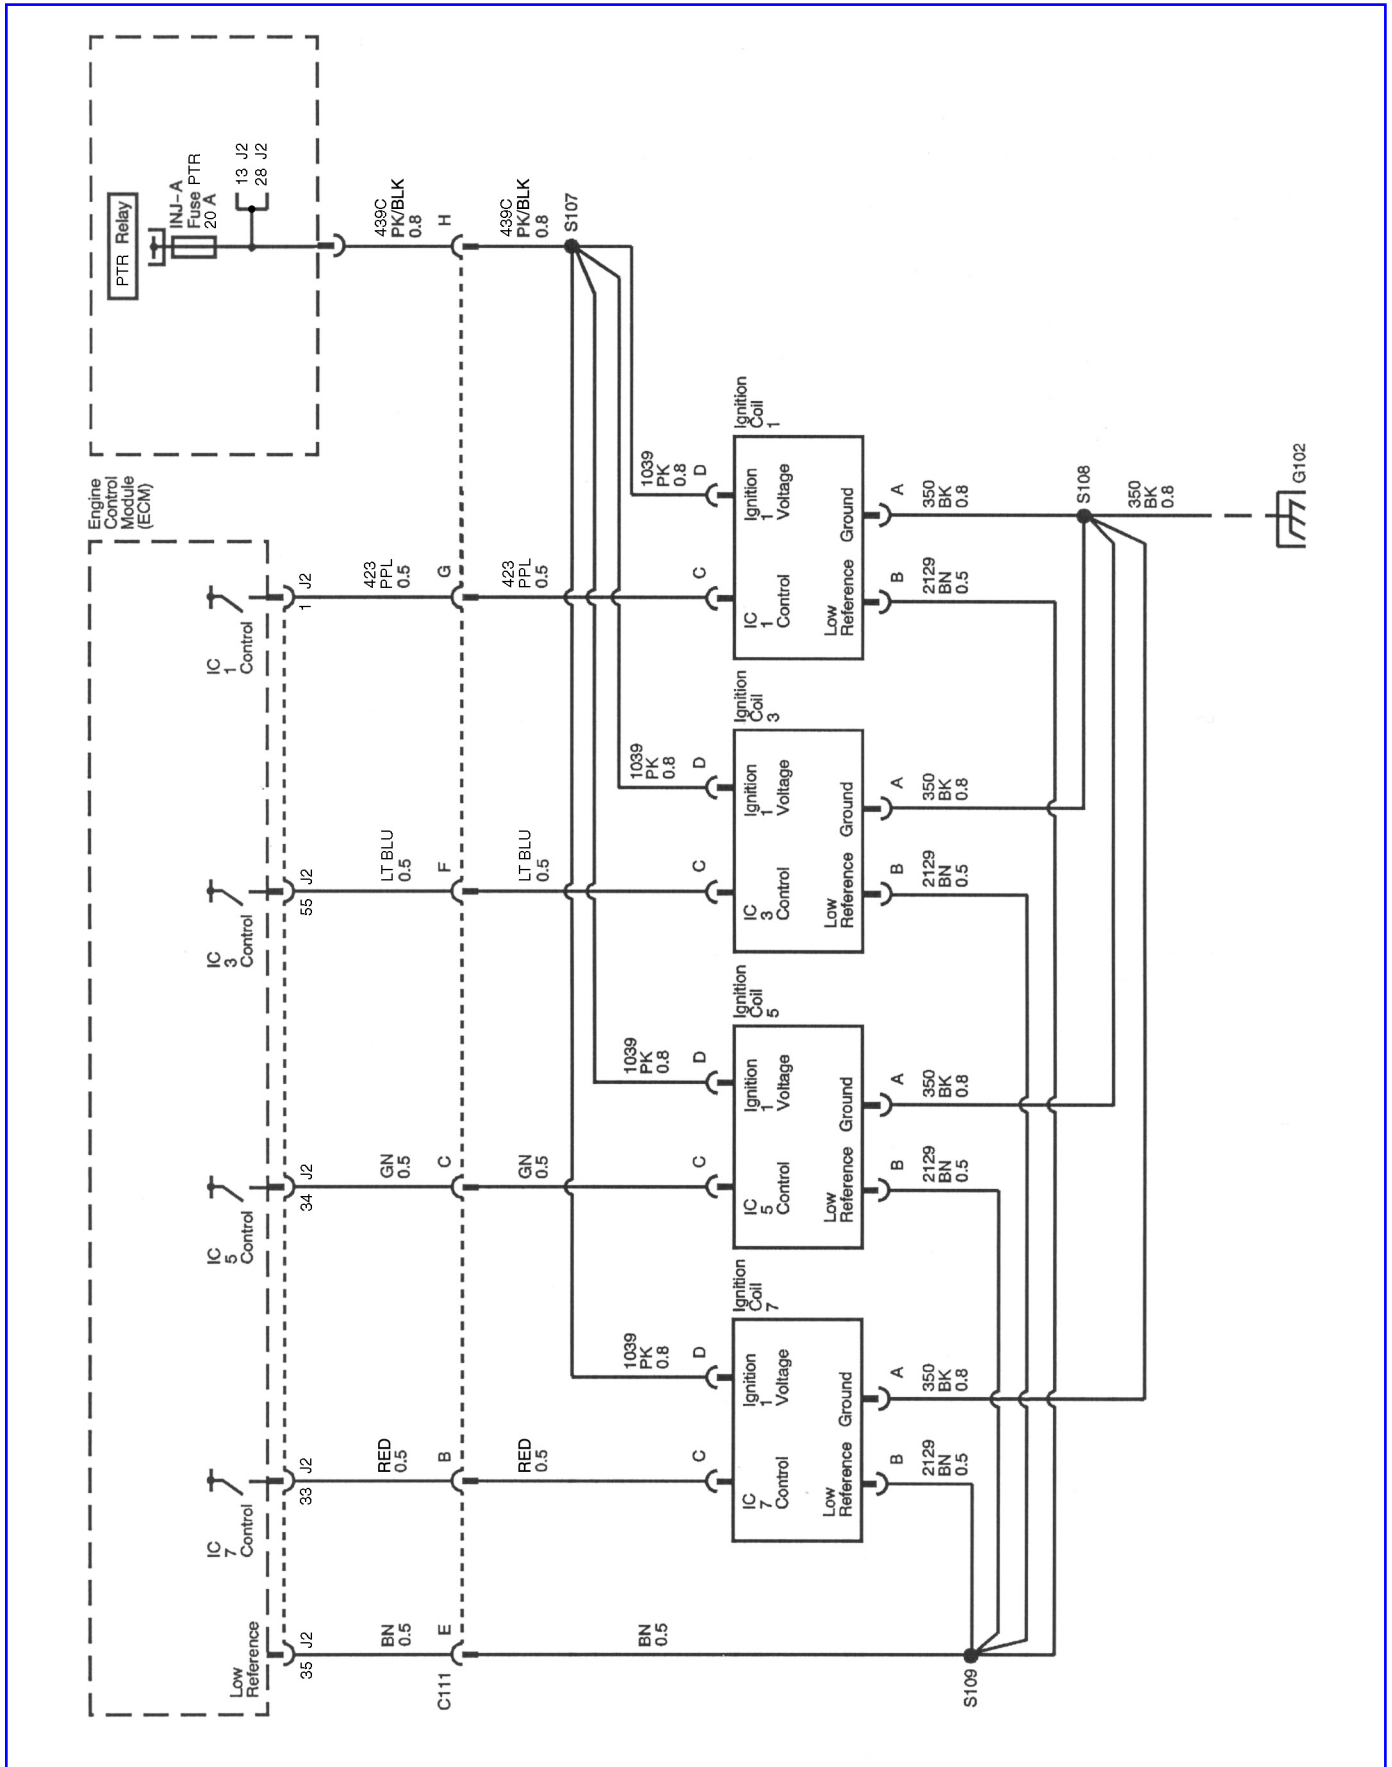 PTR Relay
INJ-A
Fuse PTR
20 A
13 J2
28 J2
Engine
Control
Module
(ECM)
Low
Reference
IC
7
Control
IC
5
Control
IC
3
Control
IC
1
Control
35 J2
33 J2
34 J2
55 J2
1 J2
BN
0.5
RED
0.5
GN
0.5
LT BLU
0.5
423
PPL
0.5
439C
PK/BLK
0.8
C111
E
B
C
F
G
H
BN
0.5
RED
0.5
GN
0.5
LT BLU
0.5
423
PPL
0.5
439C
PK/BLK
0.8
S107
1039
PK
0.8
1039
PK
0.8
1039
PK
0.8
1039
PK
0.8
C
D
C
D
C
D
C
D
Ignition
Coil
7
IC
7
Control
Ignition
1
Voltage
Low
Reference
Ground
Ignition
Coil
5
IC
5
Control
Ignition
1
Voltage
Low
Reference
Ground
Ignition
Coil
3
IC
3
Control
Ignition
1
Voltage
Low
Reference
Ground
Ignition
Coil
1
IC
1
Control
Ignition
1
Voltage
Low
Reference
Ground
B
A
B
A
B
A
B
A
2129
BN
0.5
350
BK
0.8
2129
BN
0.5
350
BK
0.8
2129
BN
0.5
350
BK
0.8
2129
BN
0.5
350
BK
0.8
S109
S108
350
BK
0.8
G102